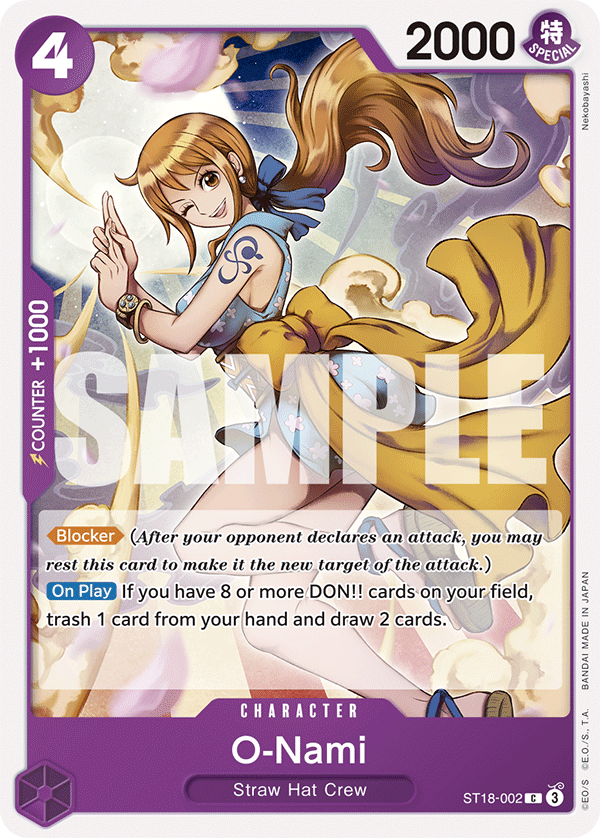 4
2000
特
SPECIAL
Nekobayashi
COUNTER +1000
SAMPLE
Blocker (After your opponent declares an attack, you may
rest this card to make it the new target of the attack.)
On Play If you have 8 or more DON!! cards on your field,
trash 1 card from your hand and draw 2 cards.
CHARACTER
O-Nami
Straw Hat Crew
ST18-002 C 3
©EO/S ©E.O./S., T.A. BANDAI MADE IN JAPAN